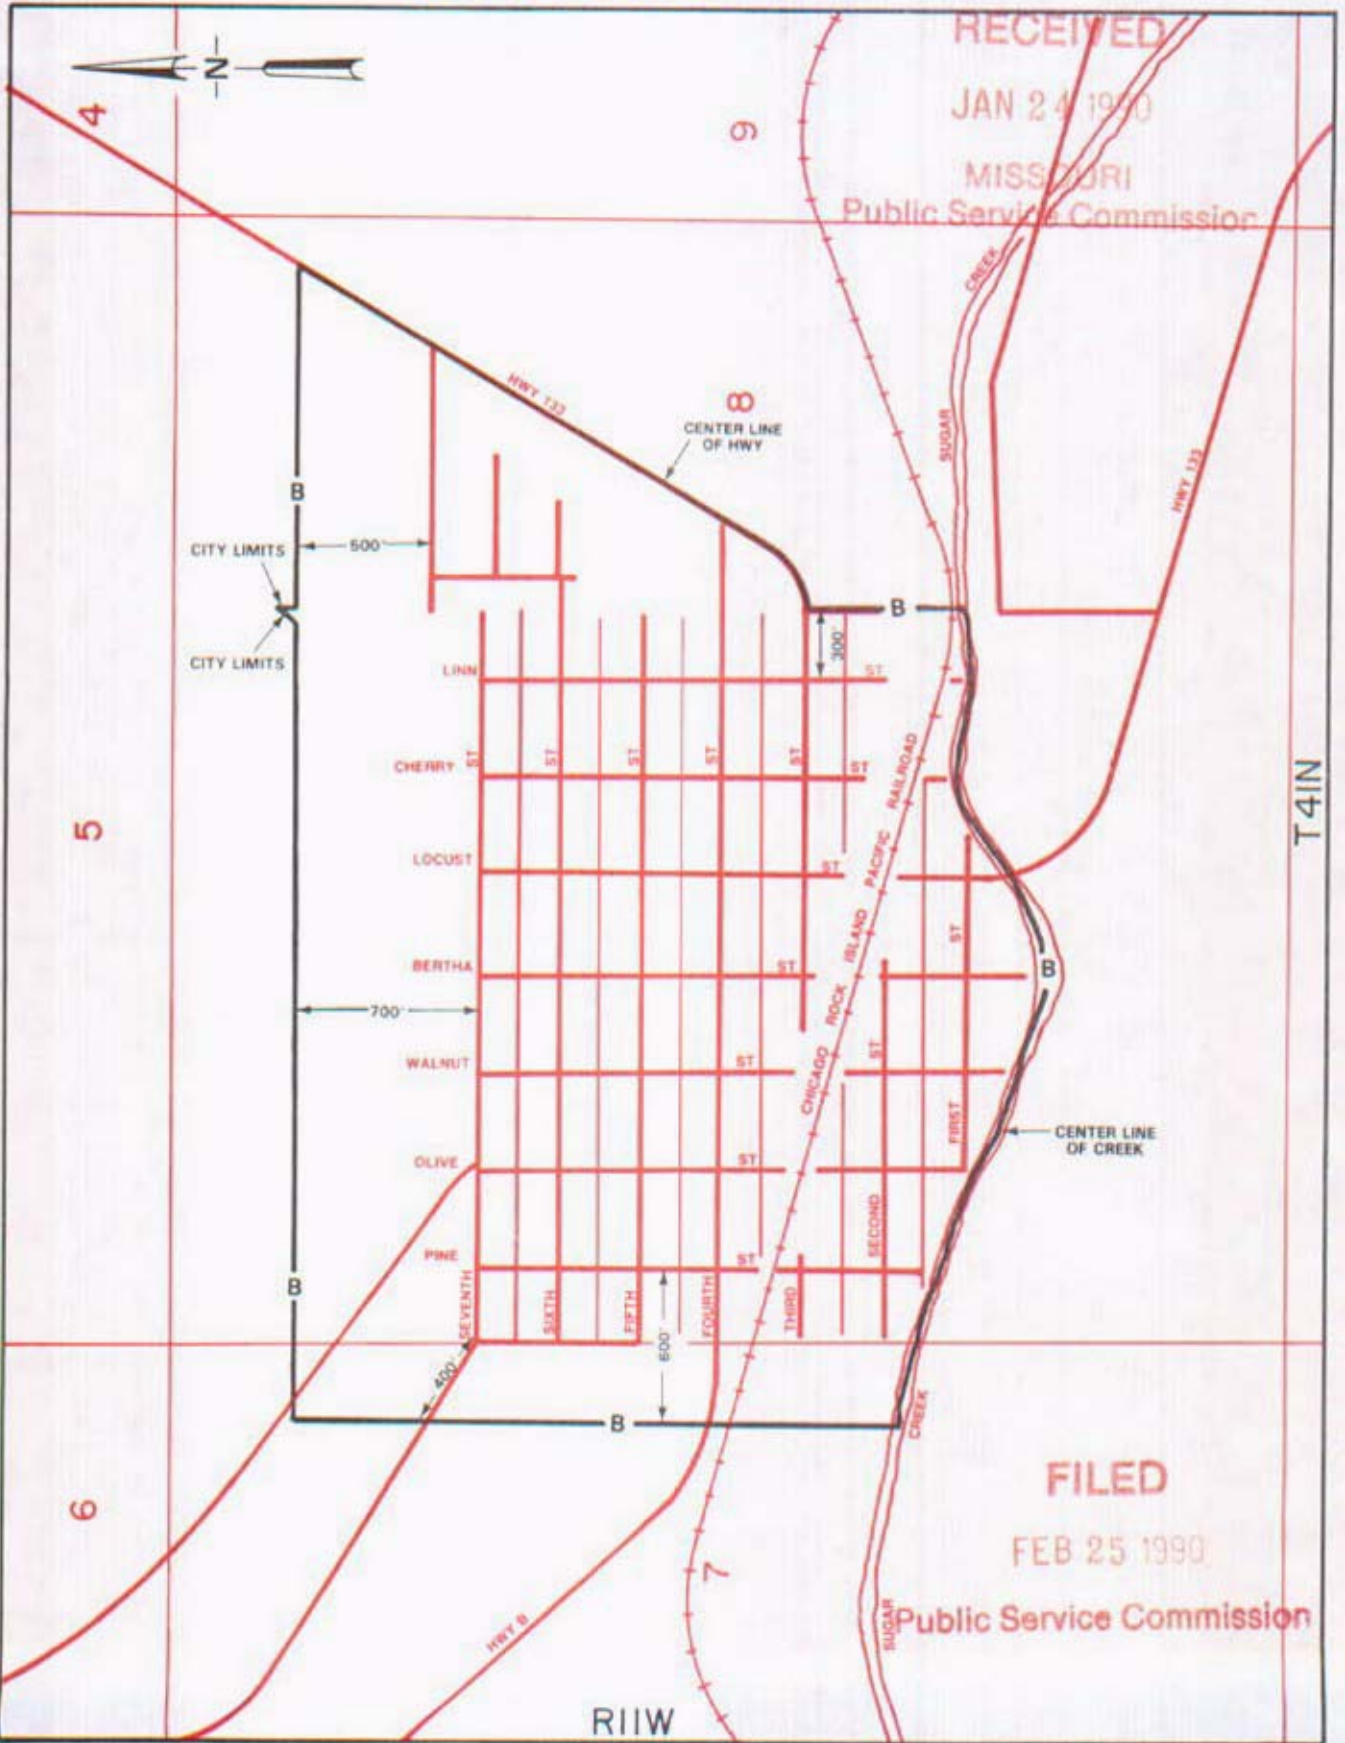 RECEIVED
JAN 24 1990
MISSOURI
Public Service Commission
N
4
9
CREEK
HWY 133
8
CENTER LINE
OF HWY
SUGAR
HWY 133
B
CITY LIMITS
500'
CITY LIMITS
B
300'
LINN
ST
CHERRY
ST
ST
ST
ST
ST
ST
RAILROAD
T41N
5
LOCUST
ST
PACIFIC
ISLAND
ST
BERTHA
ST
B
700'
ROCK
WALNUT
ST
ST
CHICAGO
FIRST
CENTER LINE
OF CREEK
OLIVE
ST
SECOND
PINE
ST
B
SEVENTH
SIXTH
FIFTH
FOURTH
THIRD
600'
400'
B
CREEK
6
FILED
FEB 25 1990
7
Public Service Commission
SUGAR
HWY B
R11W